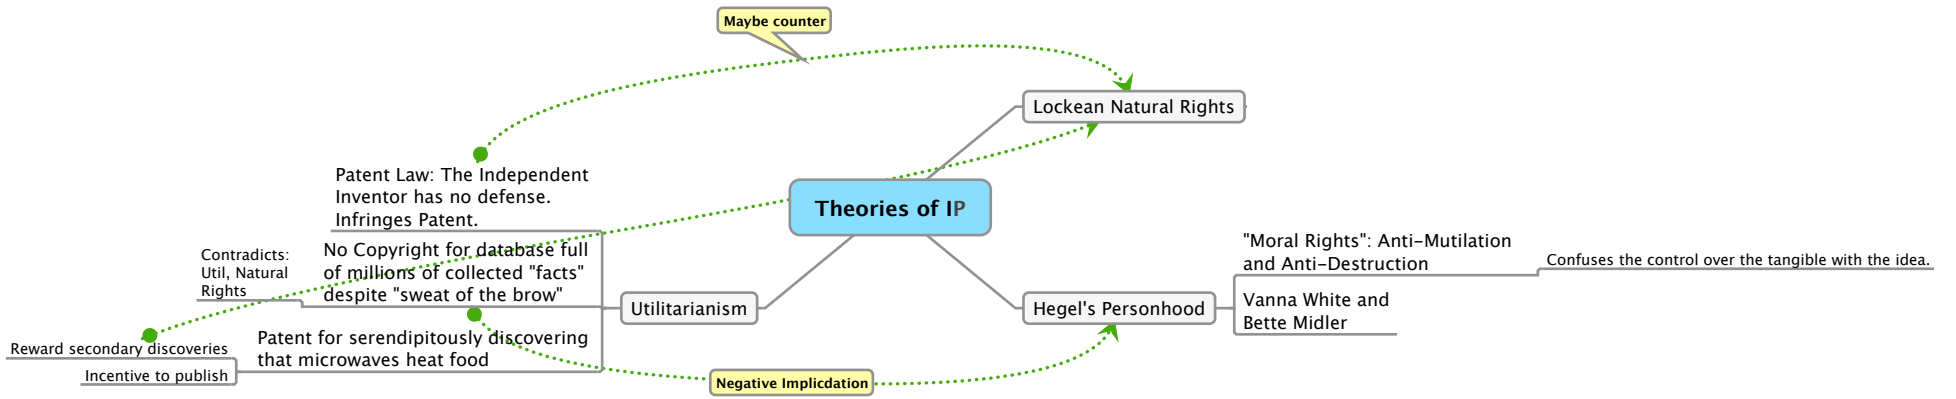 Maybe counter
Lockean Natural Rights
Patent Law: The Independent
Inventor has no defense.
Infringes Patent.
Theories of IP
Contradicts:
Util, Natural
Rights
No Copyright for database full
of millions of collected "facts"
despite "sweat of the brow"
"Moral Rights": Anti-Mutilation
and Anti-Destruction
Confuses the control over the tangible with the idea.
Utilitarianism
Hegel's Personhood
Vanna White and
Bette Midler
Patent for serendipitously discovering
that microwaves heat food
Reward secondary discoveries
Incentive to publish
Negative Implicdation